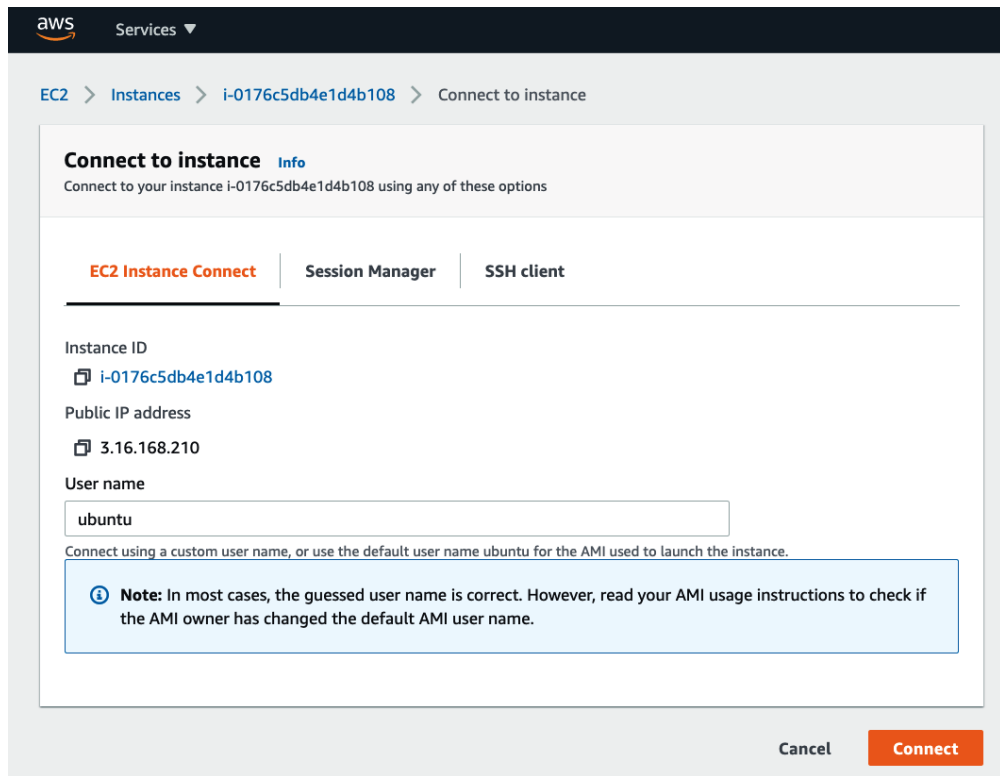 aws
Services ▼
EC2 > Instances > i-0176c5db4e1d4b108 > Connect to instance
Connect to instance Info
Connect to your instance i-0176c5db4e1d4b108 using any of these options
EC2 Instance Connect Session Manager SSH client
Instance ID
i-0176c5db4e1d4b108
Public IP address
3.16.168.210
User name
ubuntu
Connect using a custom user name, or use the default user name ubuntu for the AMI used to launch the instance.
Note: In most cases, the guessed user name is correct. However, read your AMI usage instructions to check if
the AMI owner has changed the default AMI user name.
Cancel Connect